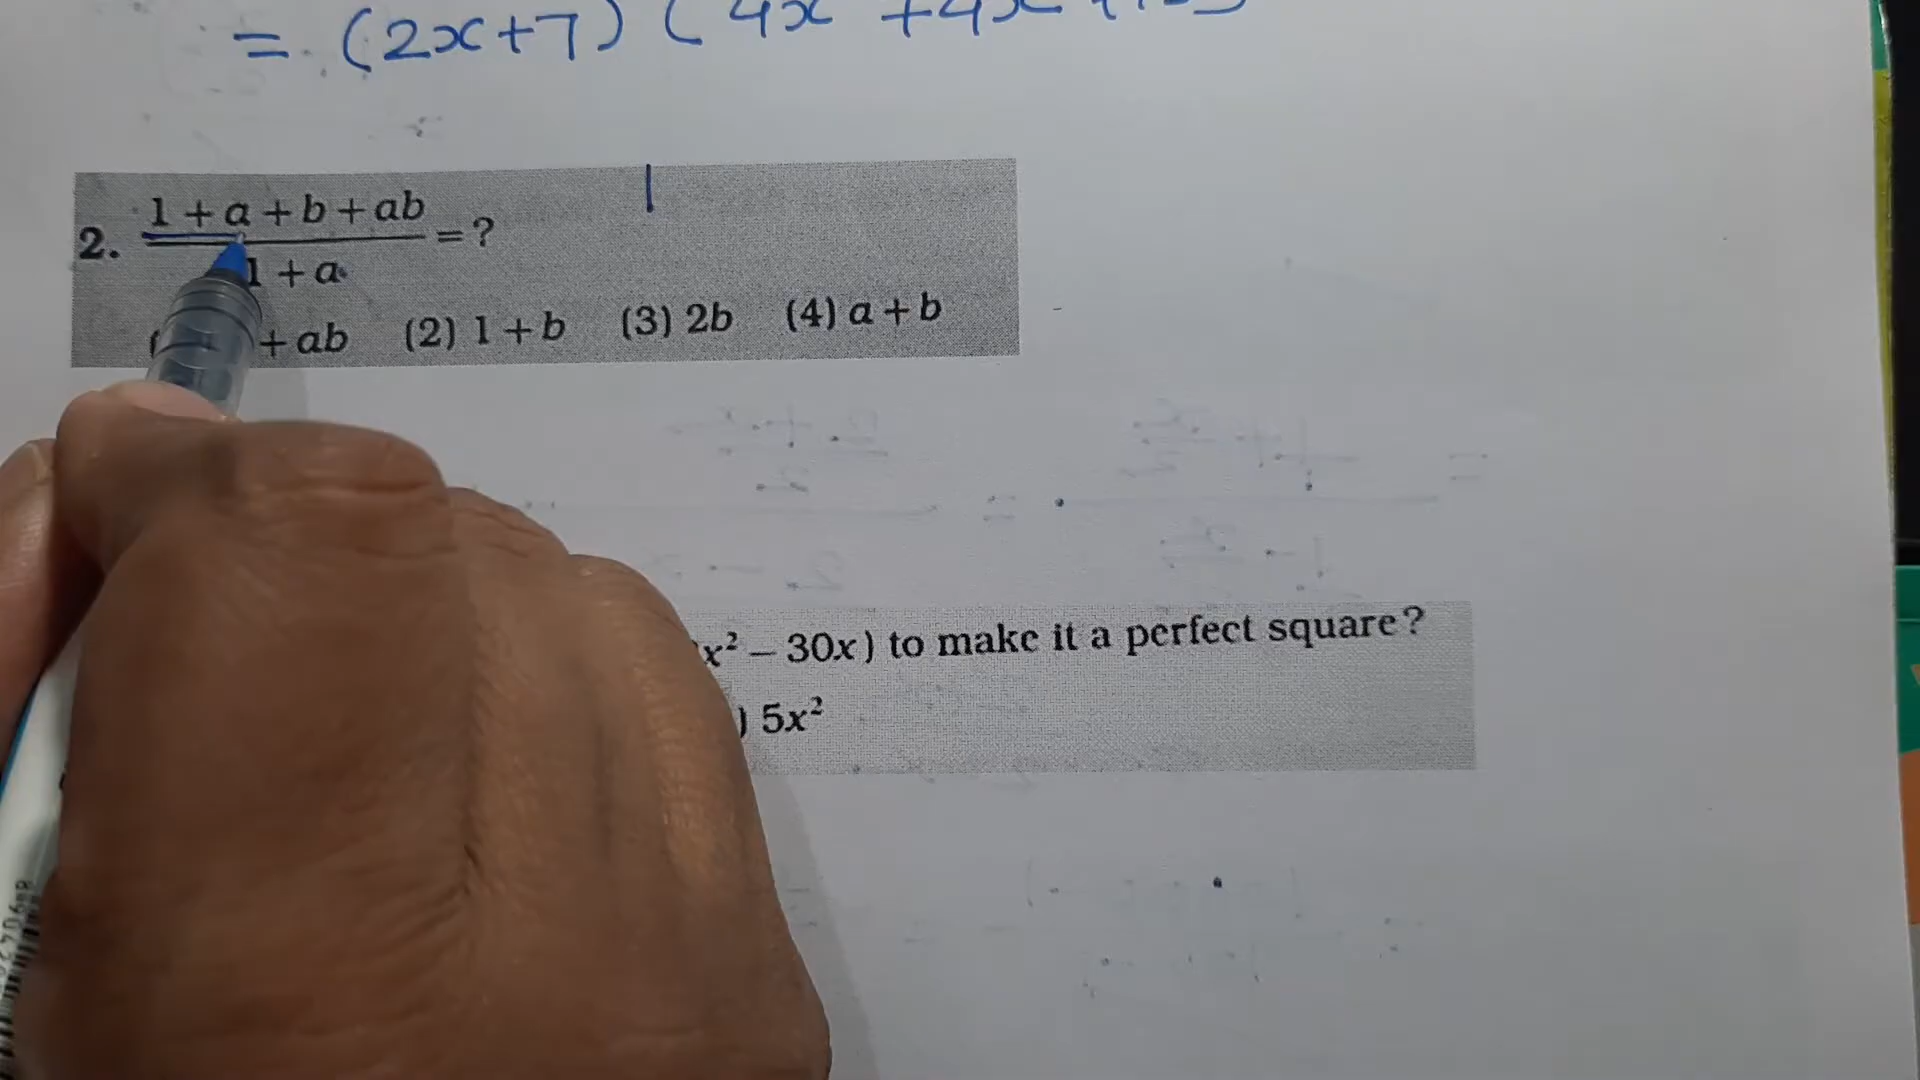 = (2x+7) ( 4x + 4x
2. 1 + a + b + ab / 1 + a = ?
+ ab (2) 1 + b (3) 2b (4) a + b
x² – 30x) to make it a perfect square?
) 5x²